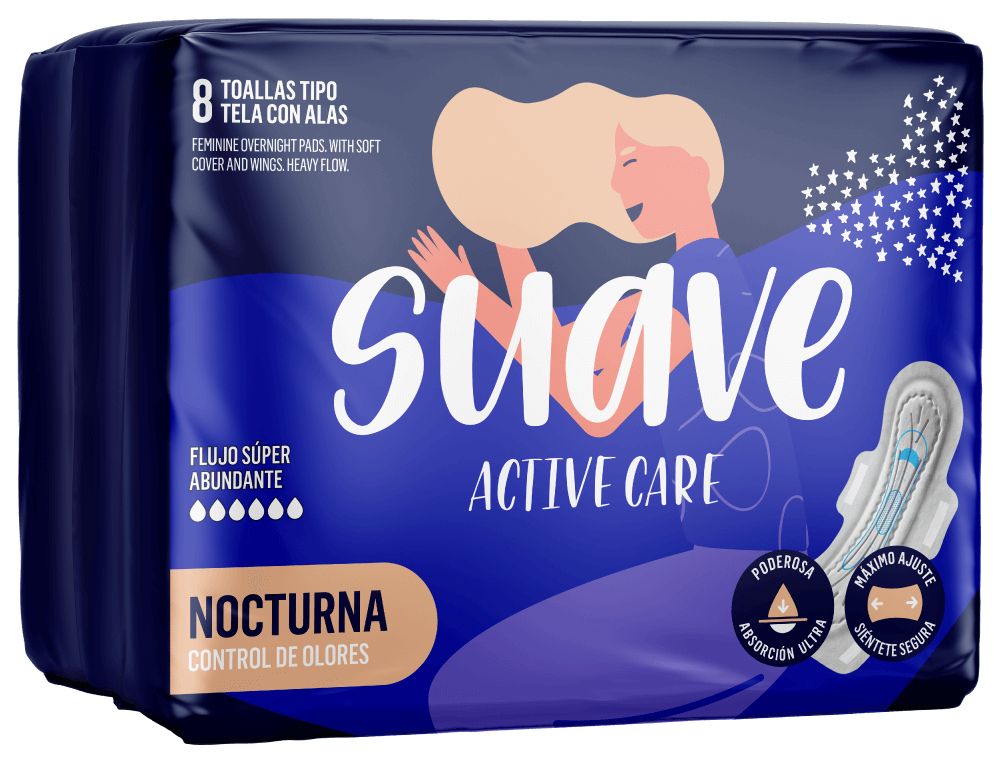 8 TOALLAS TIPO
TELA CON ALAS
FEMININE OVERNIGHT PADS. WITH SOFT
COVER AND WINGS. HEAVY FLOW.
suave
ACTIVE CARE
FLUJO SÚPER
ABUNDANTE
NOCTURNA
CONTROL DE OLORES
PODEROSA
ABSORCIÓN ULTRA
MÁXIMO AJUSTE
SIÉNTETE SEGURA